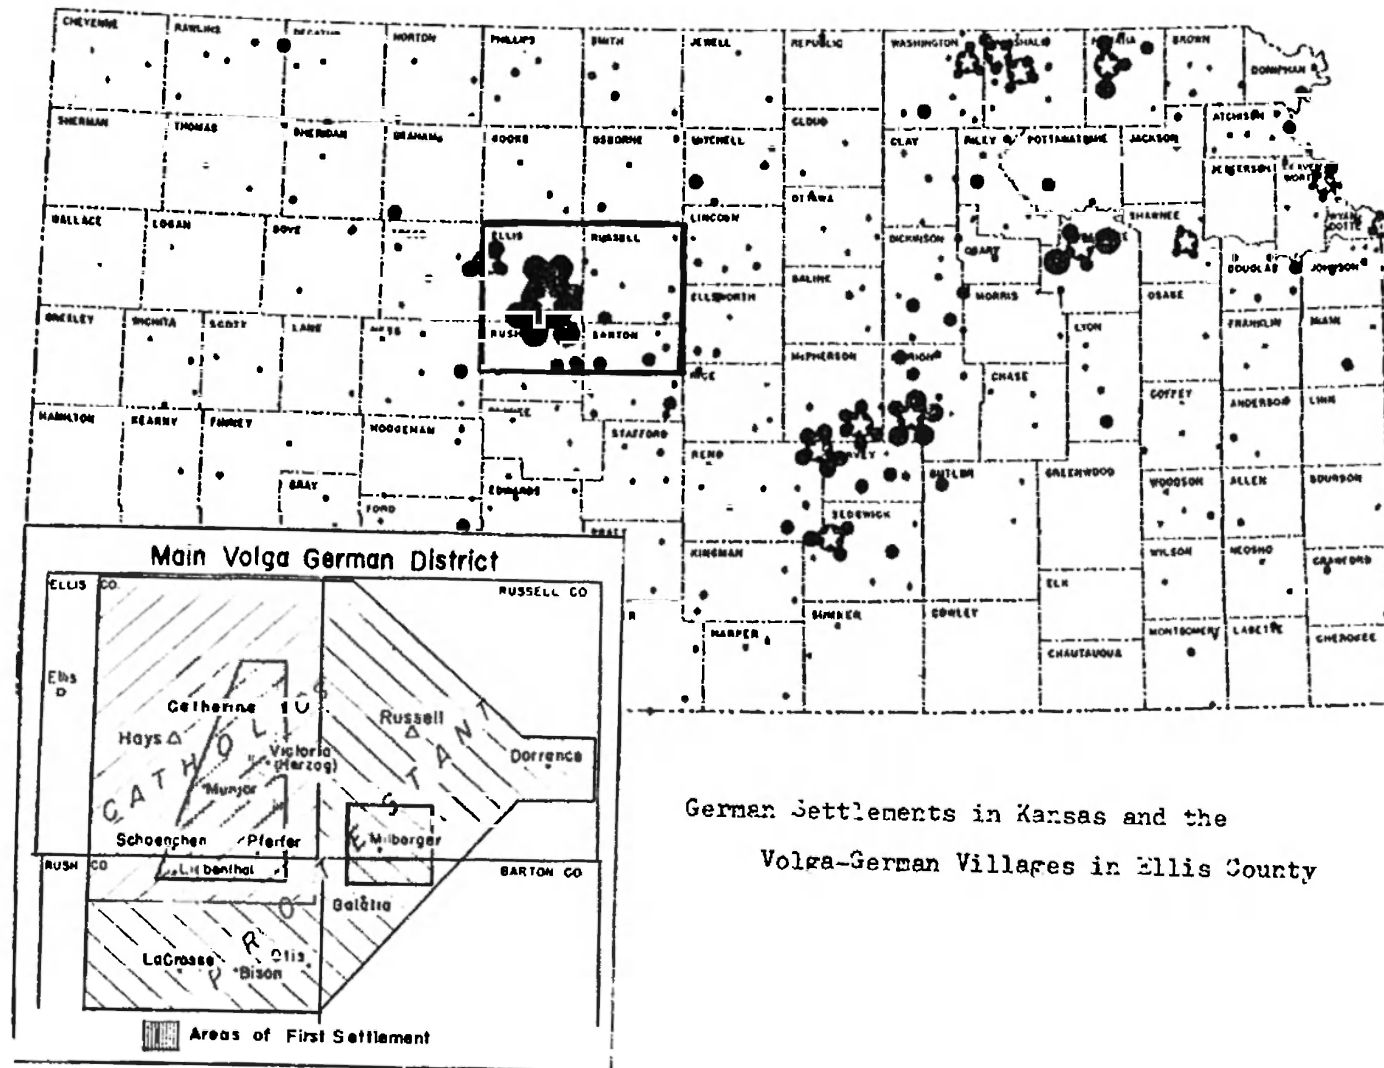 CHEYENNE RAWLINS DECATUR NORTON PHILLIPS SMITH JEWELL REPUBLIC WASHINGTON BROWN DONIPHAN
SHERMAN THOMAS SHERIDAN GRAHAM ROOKS OSBORNE MITCHELL CLOUD CLAY RILEY POTTAWATOMIE JACKSON ATCHISON
JEFFERSON
WALLACE LOGAN GOVE ELLIS RUSSELL LINCOLN OTTAWA DICKINSON SHAWNEE WYAN
DOTTE
SALINE DOUGLAS JOHNSON
ELLSWORTH MORRIS OSAGE
GREELEY WICHITA SCOTT LANE NESS RUSH BARTON LYON FRANKLIN MIAMI
McPHERSON MARION
RICE CHASE
COFFEY ANDERSON LINN
HAMILTON KEARNY FINNEY HODGEMAN STAFFORD
RENO HARVEY BUTLER GREENWOOD
GRAY EDWARDS WOODSON ALLEN BOURBON
FORD SEDGWICK
PRATT KINGMAN WILSON NEOSHO CRAWFORD
ELK
R HARPER SUMNER COWLEY
MONTGOMERY LABETTE CHEROKEE
CHAUTAUQUA
Main Volga German District
ELLIS CO. RUSSELL CO
Ellis
Catherine
Hays Russell
Victoria
(Herzog) Dorrance
Munjor
CATHOLICS
PROTESTANT
Schoenchen Pfeifer Milberger
RUSH CO Liebenthal BARTON CO
Galatia
LaCrosse Otis
Bison
Areas of First Settlement
German Settlements in Kansas and the
Volga-German Villages in Ellis County